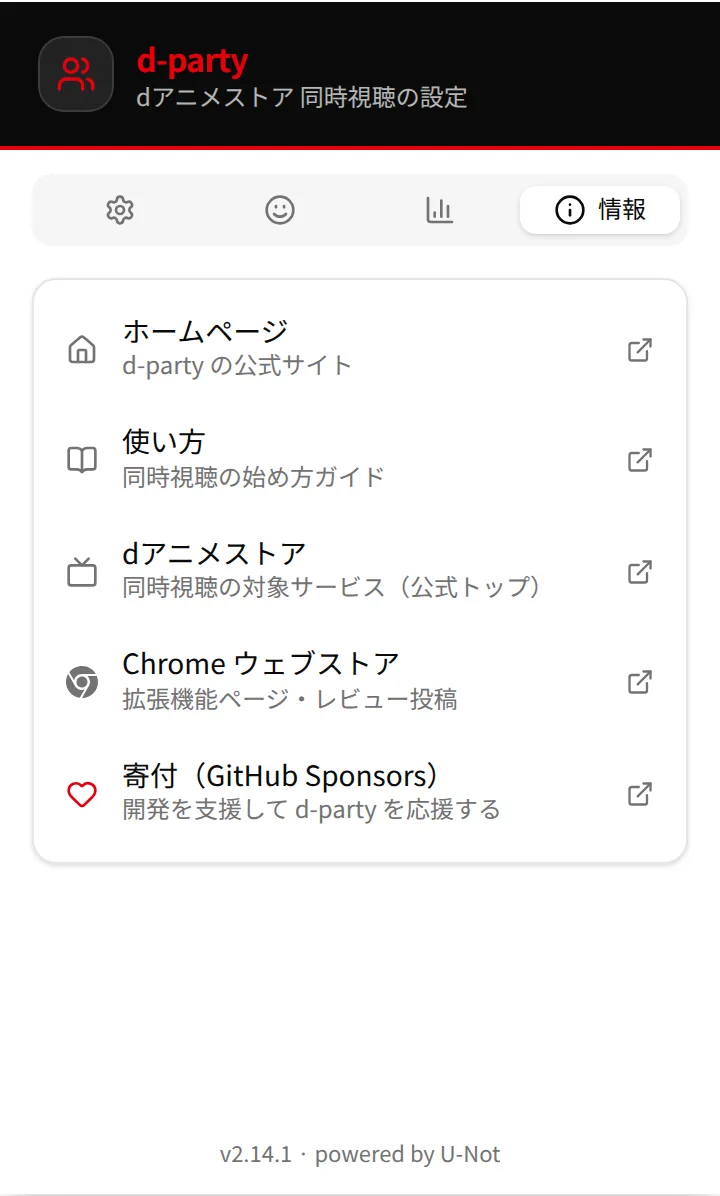 d-party
dアニメストア 同時視聴の設定
情報
ホームページ
d-party の公式サイト
使い方
同時視聴の始め方ガイド
dアニメストア
同時視聴の対象サービス（公式トップ）
Chrome ウェブストア
拡張機能ページ・レビュー投稿
寄付（GitHub Sponsors）
開発を支援して d-party を応援する
v2.14.1 · powered by U-Not